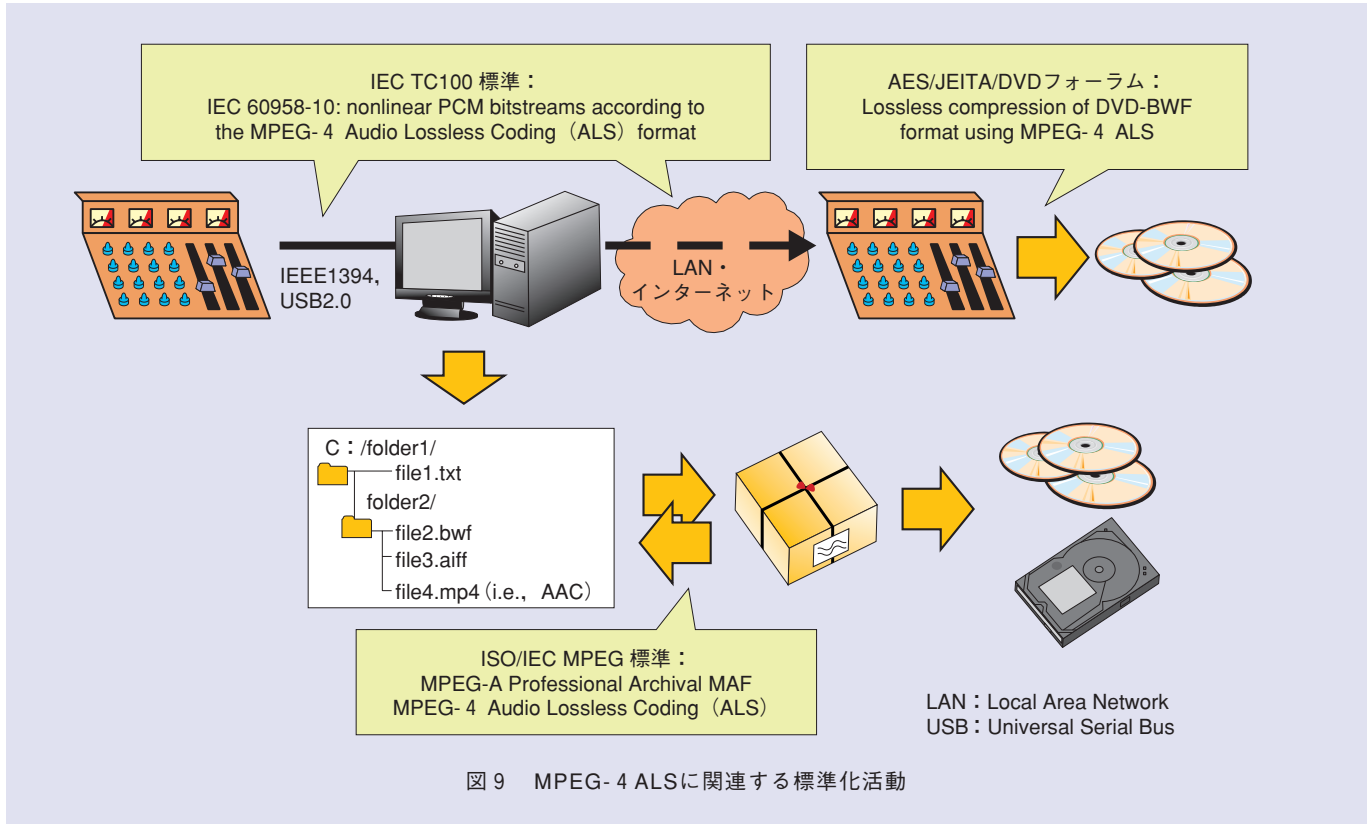 IEC TC100 標準：
IEC 60958-10: nonlinear PCM bitstreams according to
the MPEG- 4 Audio Lossless Coding（ALS）format
AES/JEITA/DVDフォーラム：
Lossless compression of DVD-BWF
format using MPEG- 4 ALS
IEEE1394,
USB2.0
LAN・
インターネット
C：/folder1/
file1.txt
folder2/
file2.bwf
file3.aiff
file4.mp4（i.e., AAC）
ISO/IEC MPEG 標準：
MPEG-A Professional Archival MAF
MPEG- 4 Audio Lossless Coding（ALS）
LAN：Local Area Network
USB：Universal Serial Bus
図 9 MPEG- 4 ALSに関連する標準化活動